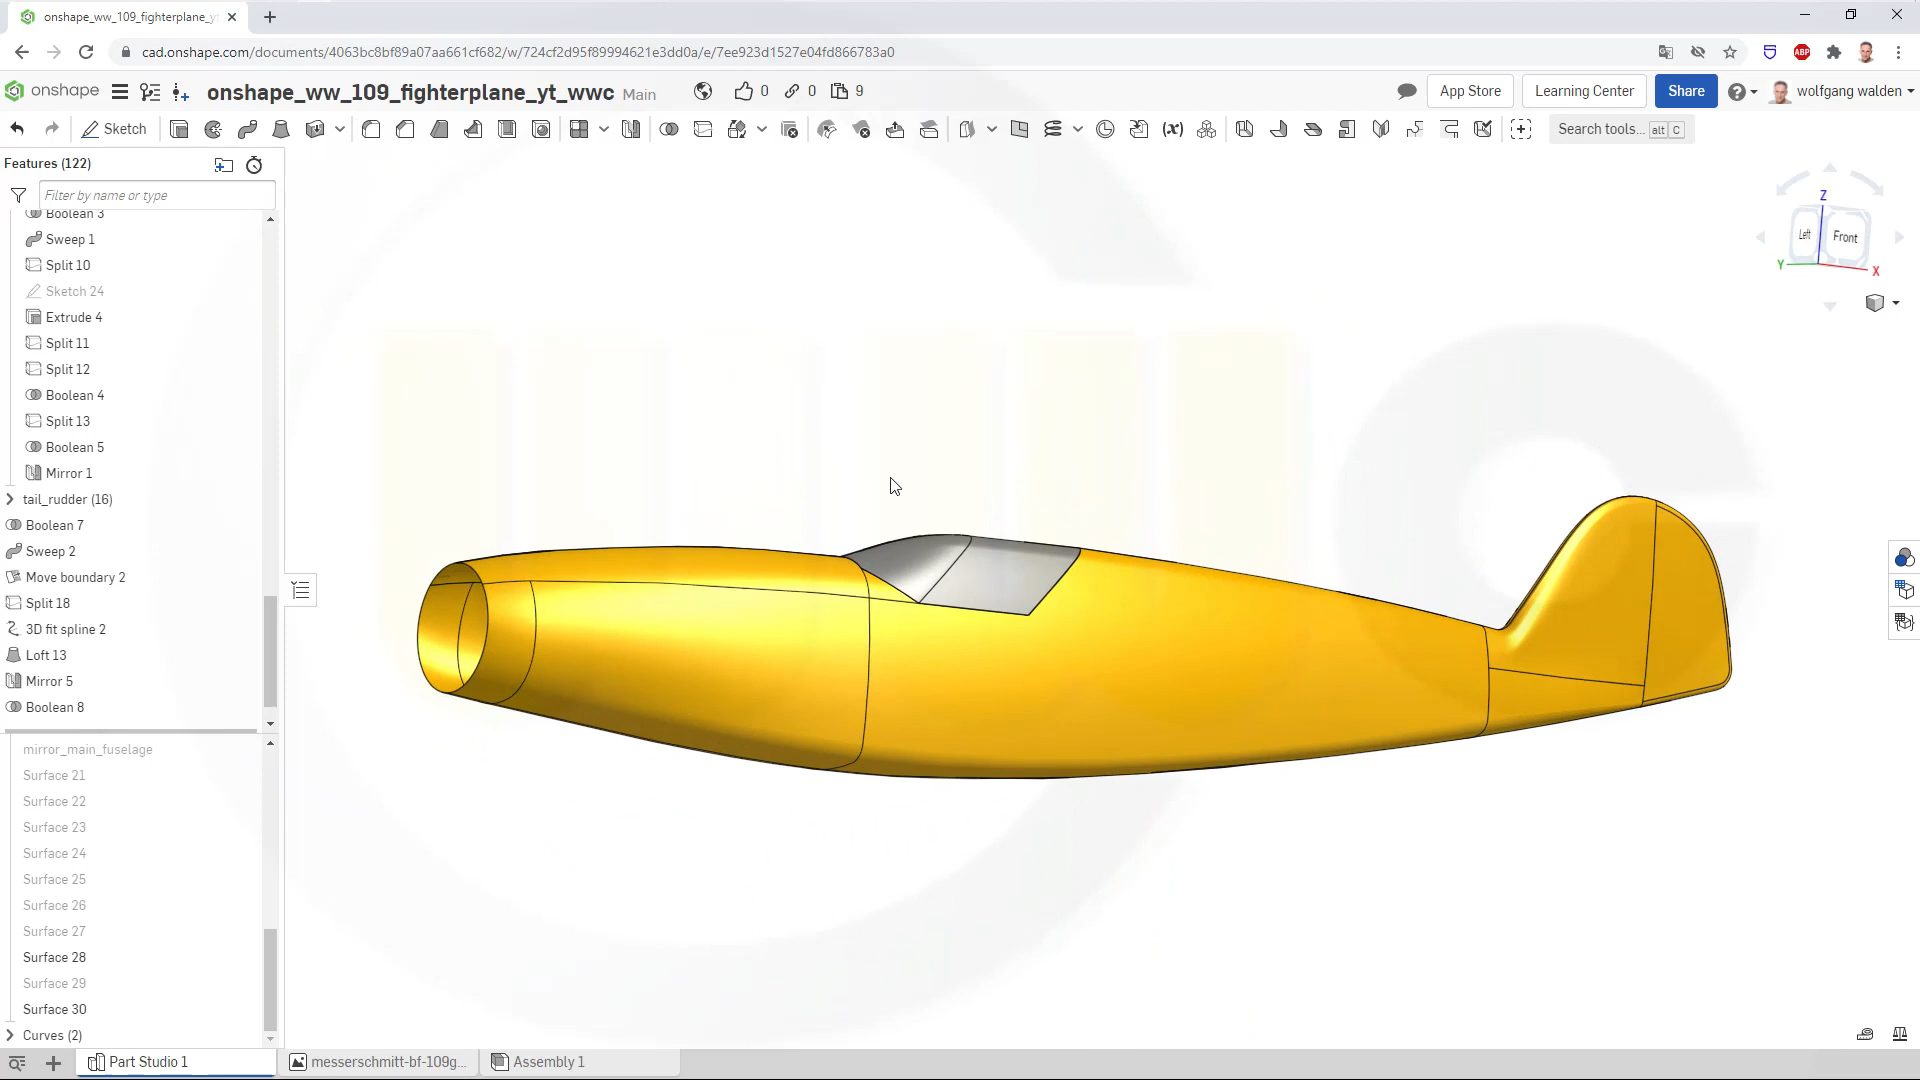 onshape_ww_109_fighterplane_y
cad.onshape.com/documents/4063bc8bf89a07aa661cf682/w/724cf2d95f89994621e3dd0a/e/7ee923d1527e04fd866783a0
ABP
onshape
onshape_ww_109_fighterplane_yt_wwc Main
0
0
9
App Store
Learning Center
Share
wolfgang walden
Sketch
(x)
Search tools... alt C
Features (122)
Filter by name or type
Boolean 3
Sweep 1
Split 10
Sketch 24
Extrude 4
Split 11
Split 12
Boolean 4
Split 13
Boolean 5
Mirror 1
tail_rudder (16)
Boolean 7
Sweep 2
Move boundary 2
Split 18
3D fit spline 2
Loft 13
Mirror 5
Boolean 8
mirror_main_fuselage
Surface 21
Surface 22
Surface 23
Surface 24
Surface 25
Surface 26
Surface 27
Surface 28
Surface 29
Surface 30
Curves (2)
Z
Left
Front
Y
X
Part Studio 1
messerschmitt-bf-109g...
Assembly 1